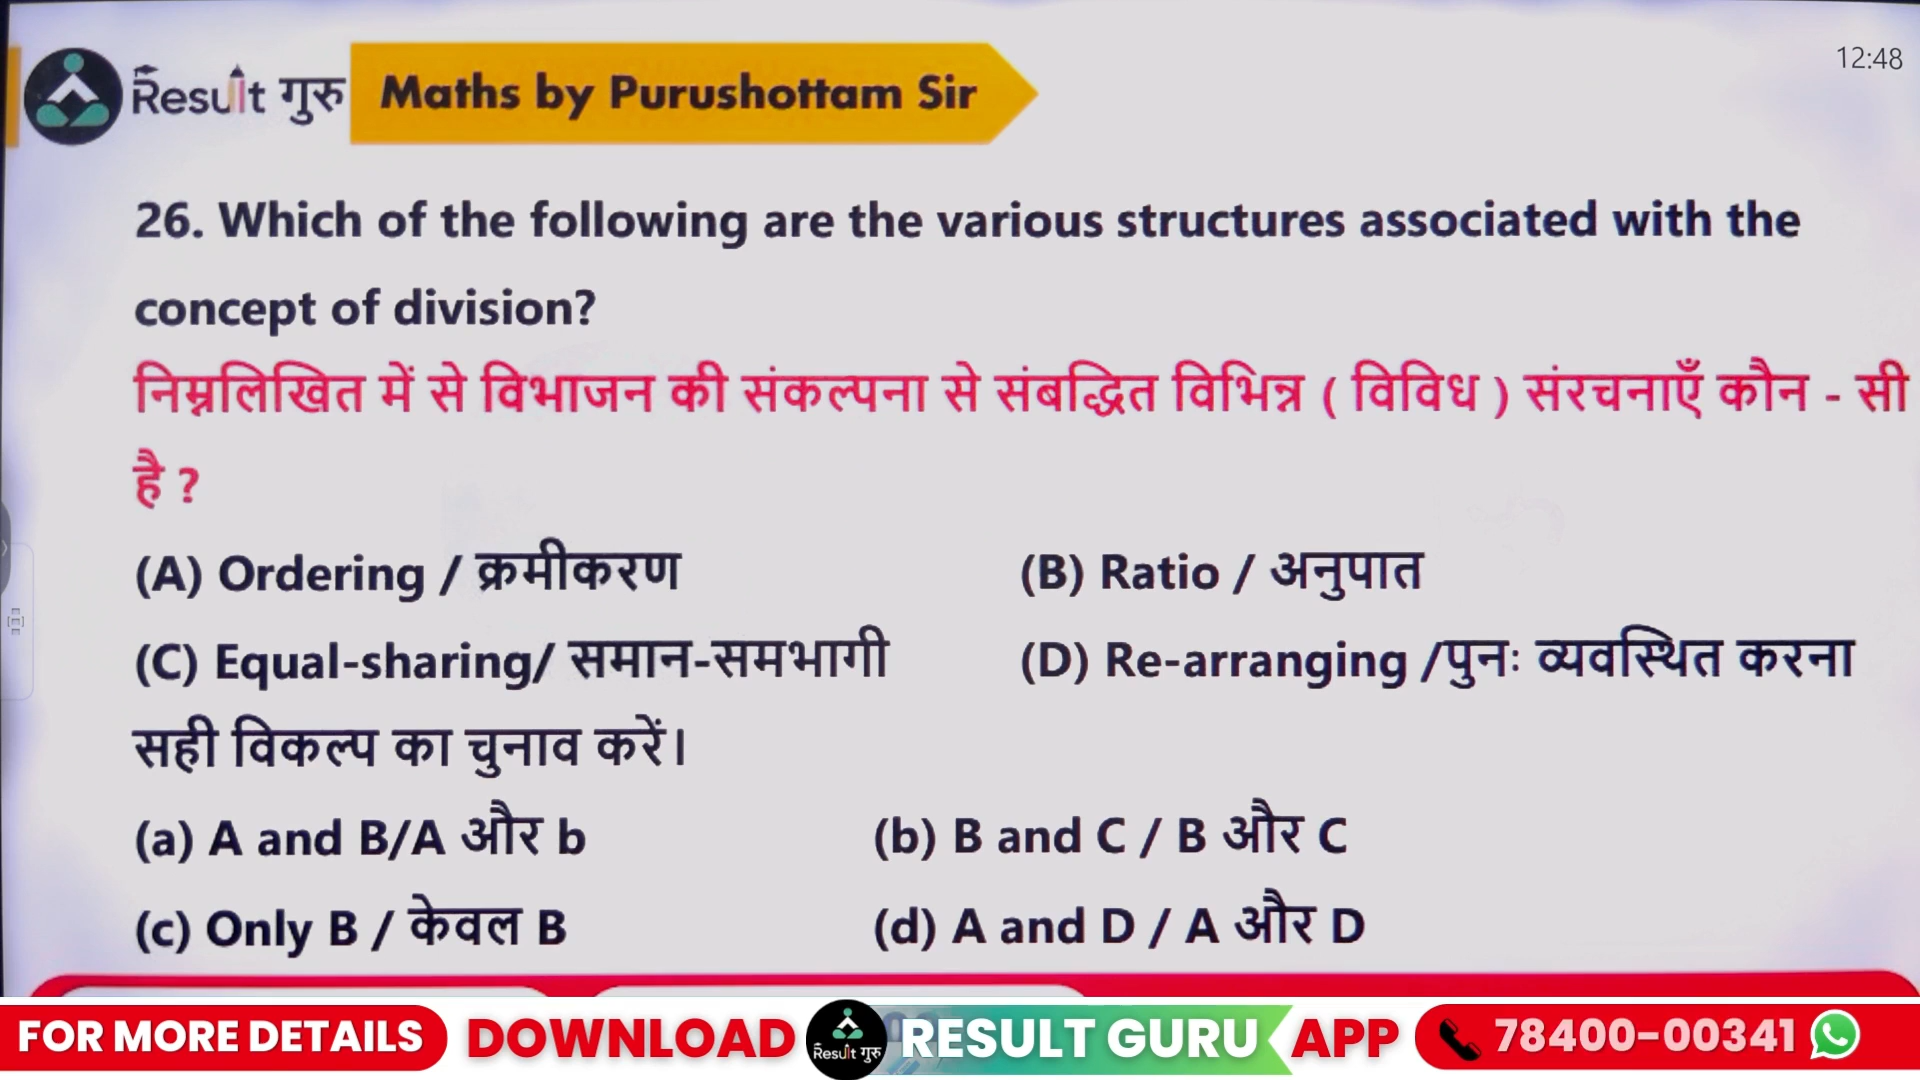 Result गुरु
Maths by Purushottam Sir
12:48
26. Which of the following are the various structures associated with the
concept of division?
निम्नलिखित में से विभाजन की संकल्पना से संबद्धित विभिन्न ( विविध ) संरचनाएँ कौन - सी
है ?
(A) Ordering / क्रमीकरण (B) Ratio / अनुपात
(C) Equal-sharing/ समान-समभागी (D) Re-arranging /पुनः व्यवस्थित करना
सही विकल्प का चुनाव करें।
(a) A and B/A और b (b) B and C / B और C
(c) Only B / केवल B (d) A and D / A और D
FOR MORE DETAILS DOWNLOAD Result गुरु RESULT GURU APP 78400-00341